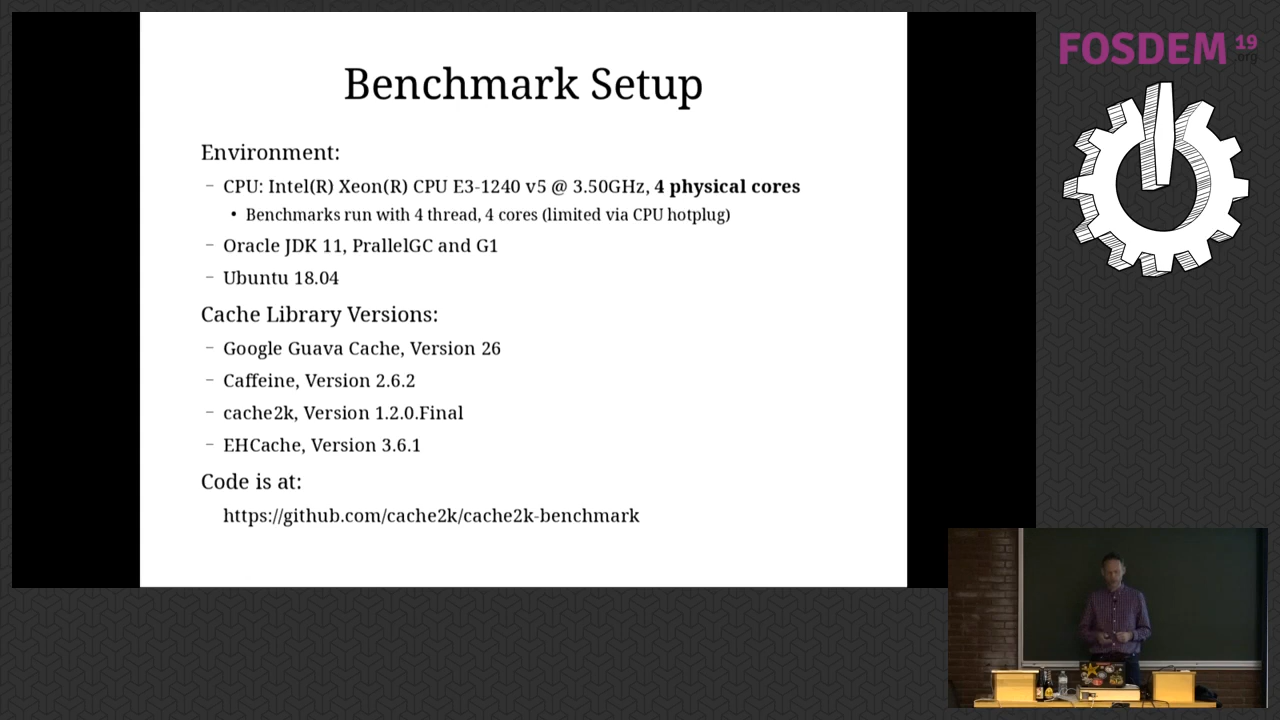 Benchmark Setup
Environment:
– CPU: Intel(R) Xeon(R) CPU E3-1240 v5 @ 3.50GHz, 4 physical cores
• Benchmarks run with 4 thread, 4 cores (limited via CPU hotplug)
– Oracle JDK 11, PrallelGC and G1
– Ubuntu 18.04
Cache Library Versions:
– Google Guava Cache, Version 26
– Caffeine, Version 2.6.2
– cache2k, Version 1.2.0.Final
– EHCache, Version 3.6.1
Code is at:
https://github.com/cache2k/cache2k-benchmark
FOSDEM 19
.org